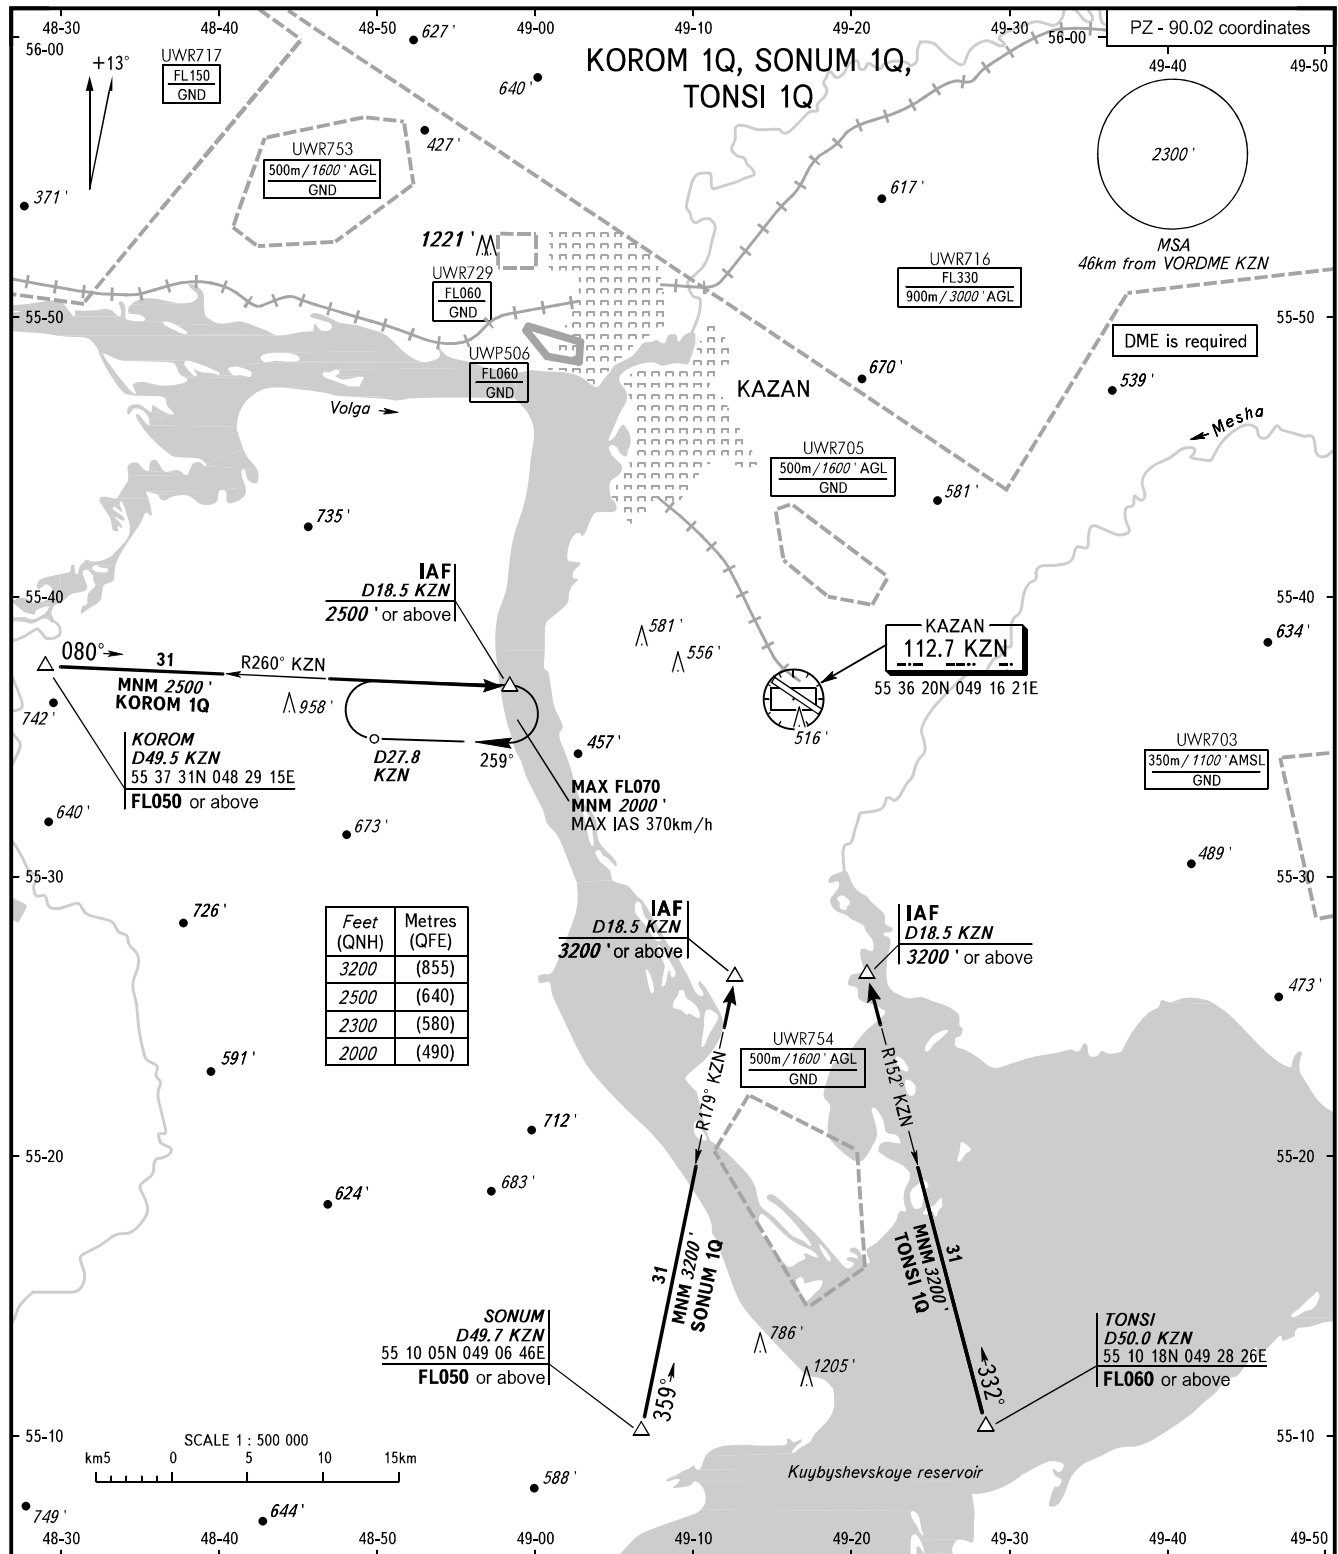 48-30
48-40
48-50
49-00
49-10
49-20
49-30
49-40
49-50
56-00
56-00
PZ - 90.02 coordinates
KOROM 1Q, SONUM 1Q,
TONSI 1Q
+13°
UWR717
FL150
GND
627'
640'
427'
UWR753
500m/1600' AGL
GND
371'
617'
2300'
MSA
46km from VORDME KZN
1221'
UWR729
FL060
GND
UWR716
FL330
900m/3000' AGL
55-50
55-50
UWP506
FL060
GND
DME is required
670'
539'
KAZAN
Volga
Mesha
UWR705
500m/1600' AGL
GND
581'
735'
IAF
D18.5 KZN
2500' or above
55-40
55-40
581'
556'
634'
KAZAN
112.7 KZN
55 36 20N 049 16 21E
516'
080°
31
R260° KZN
MNM 2500'
KOROM 1Q
958'
742'
KOROM
D49.5 KZN
55 37 31N 048 29 15E
FL050 or above
D27.8
KZN
259°
457'
MAX FL070
MNM 2000'
MAX IAS 370km/h
UWR703
350m/1100' AMSL
GND
640'
673'
489'
55-30
55-30
726'
Feet
(QNH)
Metres
(QFE)
3200 (855)
2500 (640)
2300 (580)
2000 (490)
IAF
D18.5 KZN
3200' or above
IAF
D18.5 KZN
3200' or above
473'
591'
UWR754
500m/1600' AGL
GND
R179° KZN
R152° KZN
712'
55-20
55-20
683'
624'
31
MNM 3200'
SONUM 1Q
31
MNM 3200'
TONSI 1Q
SONUM
D49.7 KZN
55 10 05N 049 06 46E
FL050 or above
359°
786'
1205'
332°
TONSI
D50.0 KZN
55 10 18N 049 28 26E
FL060 or above
55-10
55-10
SCALE 1 : 500 000
km5 0 5 10 15km
Kuybyshevskoye reservoir
588'
749'
644'
48-30
48-40
48-50
49-00
49-10
49-20
49-30
49-40
49-50